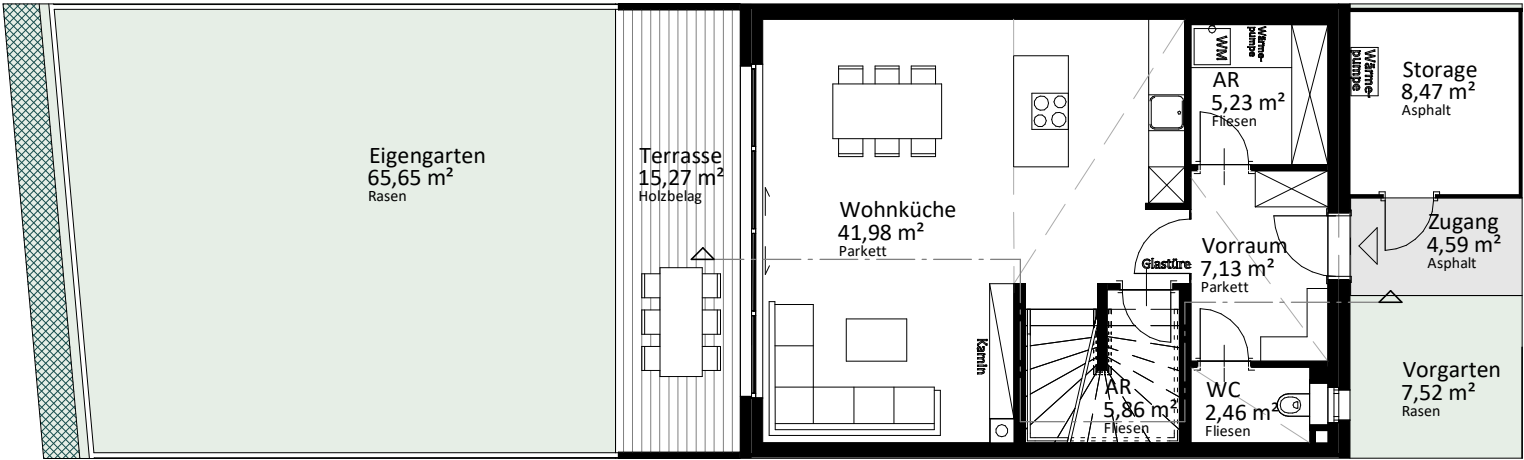 Eigengarten
65,65 m²
Rasen
Terrasse
15,27 m²
Holzbelag
Wohnküche
41,98 m²
Parkett
Kamin
WM
Wärme-
pumpe
AR
5,23 m²
Fliesen
Glastüre
Vorraum
7,13 m²
Parkett
AR
5,86 m²
Fliesen
WC
2,46 m²
Fliesen
Wärme-
pumpe
Storage
8,47 m²
Asphalt
Zugang
4,59 m²
Asphalt
Vorgarten
7,52 m²
Rasen